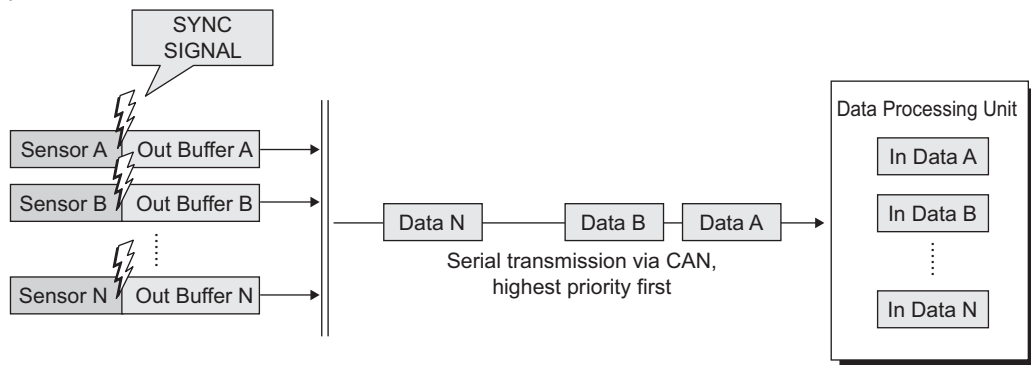 SYNC
SIGNAL
Data Processing Unit
Sensor A
Out Buffer A
In Data A
Sensor B
Out Buffer B
Data N
Data B
Data A
In Data B
Serial transmission via CAN,
highest priority first
Sensor N
Out Buffer N
In Data N